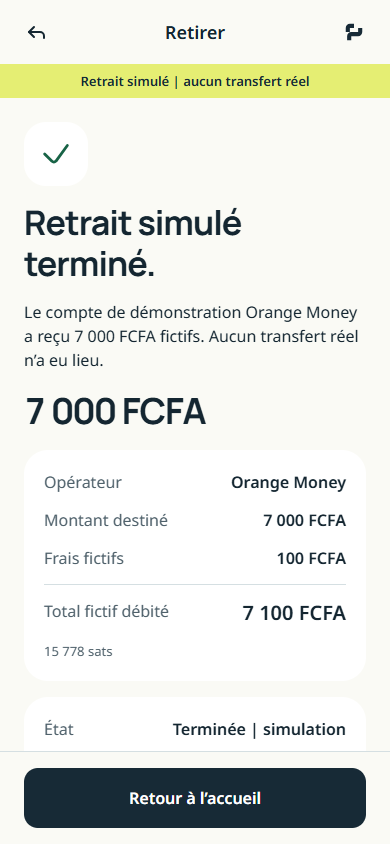 Retirer
Retrait simulé | aucun transfert réel
Retrait simulé
terminé.
Le compte de démonstration Orange Money
a reçu 7 000 FCFA fictifs. Aucun transfert réel
n’a eu lieu.
7 000 FCFA
Opérateur Orange Money
Montant destiné 7 000 FCFA
Frais fictifs 100 FCFA
Total fictif débité 7 100 FCFA
15 778 sats
État Terminée | simulation
Retour à l’accueil